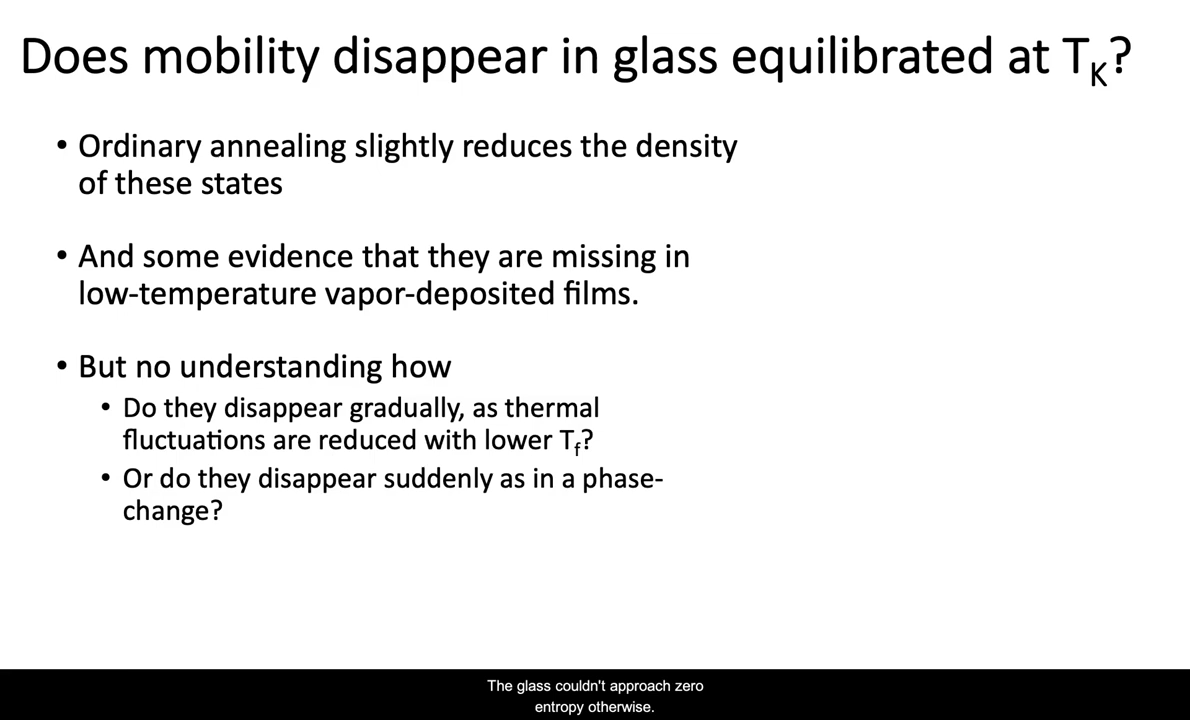 Does mobility disappear in glass equilibrated at TK?
• Ordinary annealing slightly reduces the density
of these states
• And some evidence that they are missing in
low-temperature vapor-deposited films.
• But no understanding how
• Do they disappear gradually, as thermal
fluctuations are reduced with lower Tf?
• Or do they disappear suddenly as in a phase-
change?
The glass couldn't approach zero
entropy otherwise.